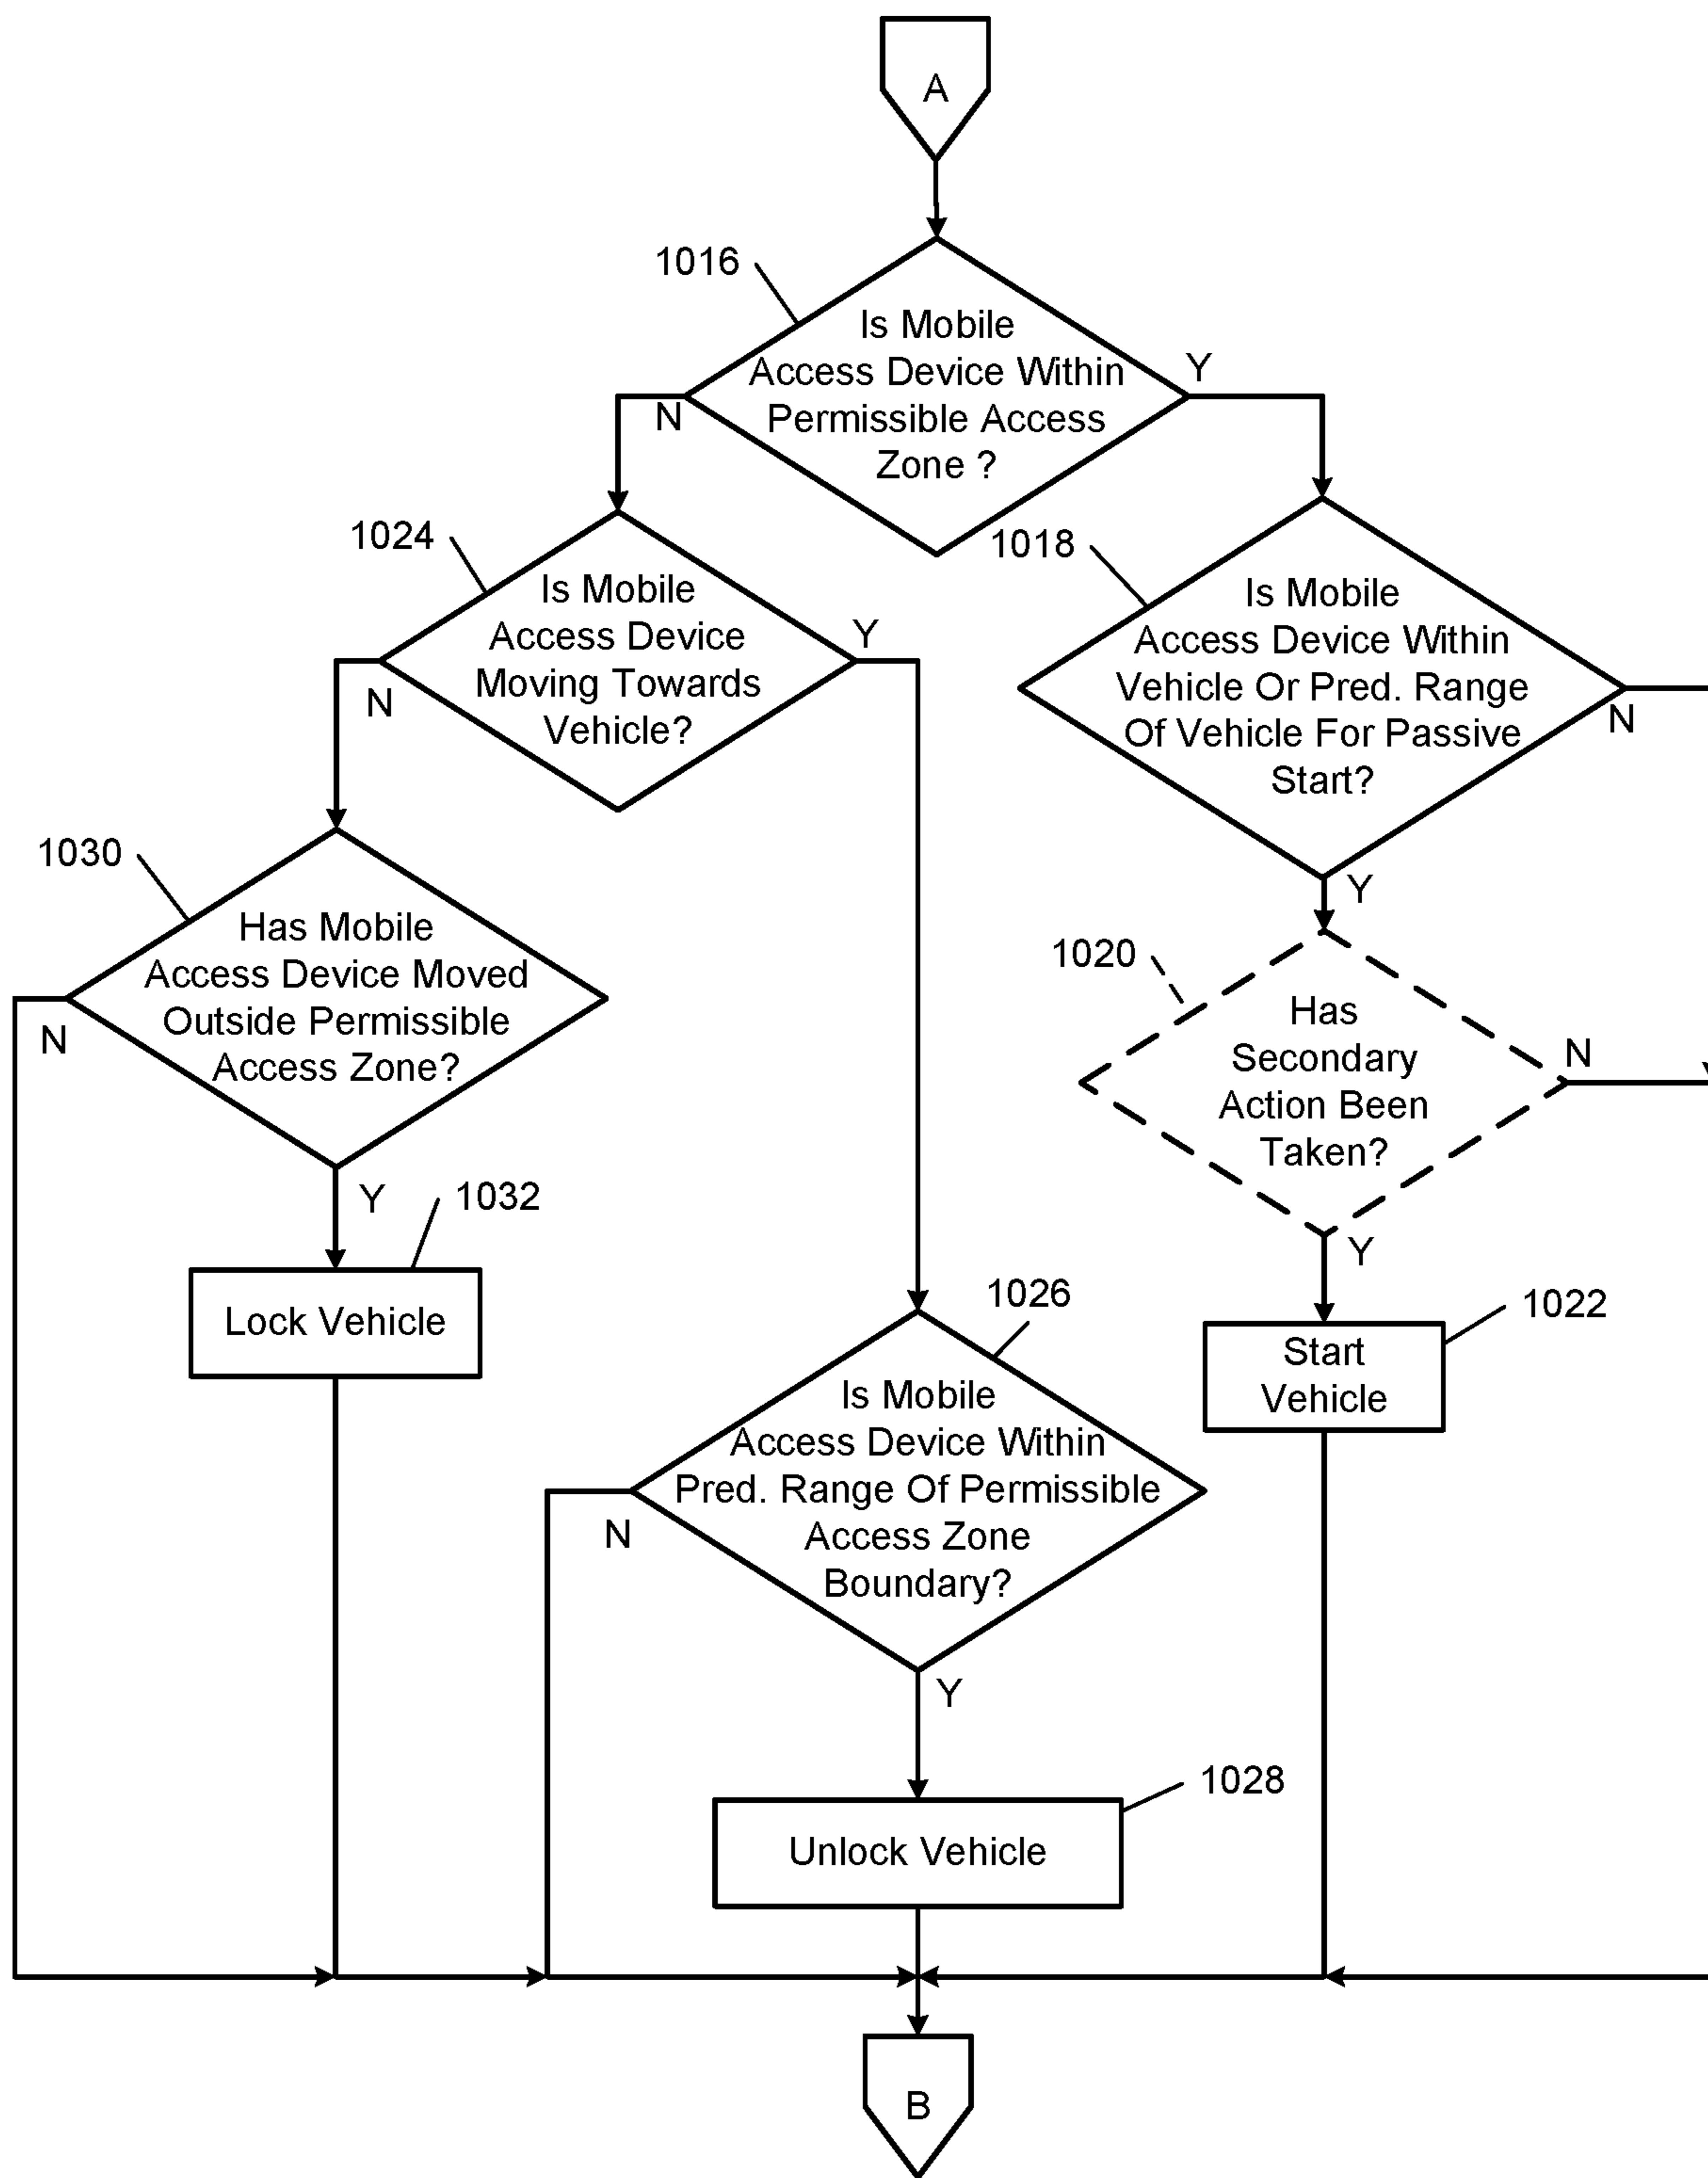 A
1016
Is Mobile
Access Device Within
Permissible Access
Zone ?
N
Y
1024
Is Mobile
Access Device
Moving Towards
Vehicle?
N
Y
1018
Is Mobile
Access Device Within
Vehicle Or Pred. Range
Of Vehicle For Passive
Start?
N
Y
1030
Has Mobile
Access Device Moved
Outside Permissible
Access Zone?
N
Y
1020
Has
Secondary
Action Been
Taken?
N
Y
1032
Lock Vehicle
1026
Is Mobile
Access Device Within
Pred. Range Of Permissible
Access Zone
Boundary?
N
Y
1022
Start
Vehicle
1028
Unlock Vehicle
B